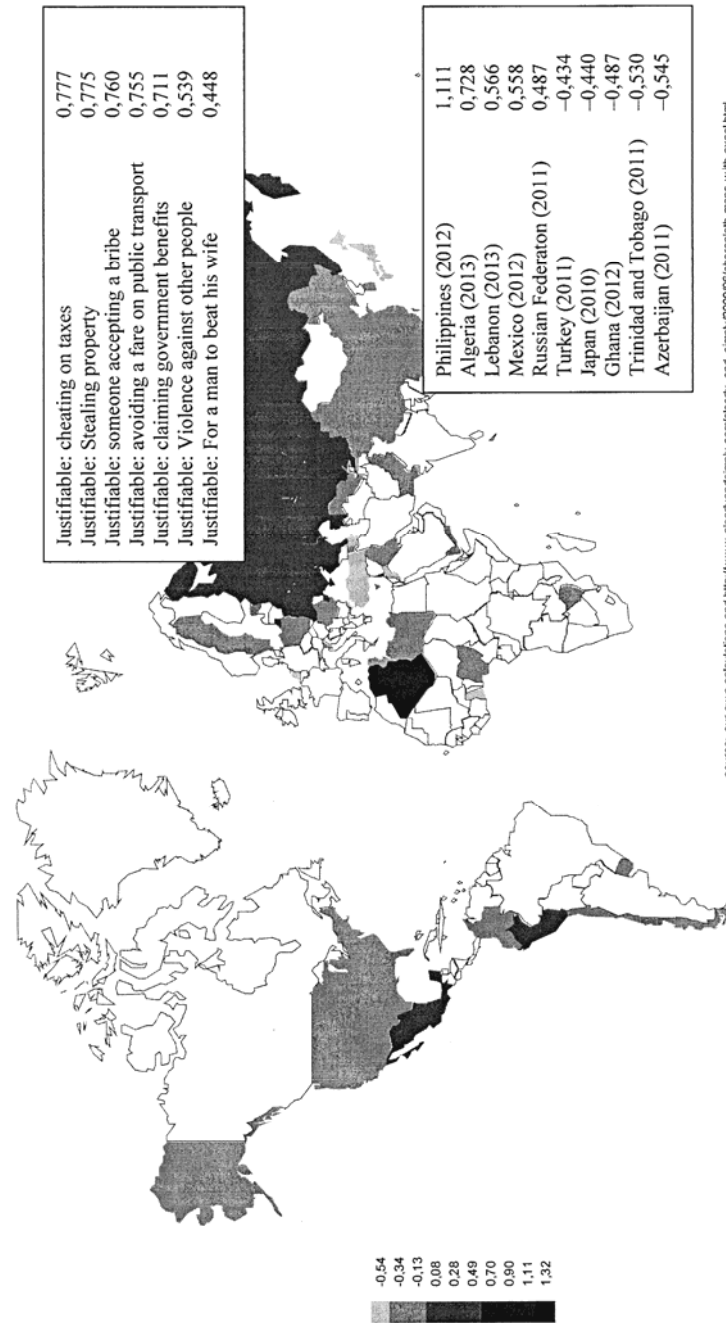 Justifiable: cheating on taxes 0,777
Justifiable: Stealing property 0,775
Justifiable: someone accepting a bribe 0,760
Justifiable: avoiding a fare on public transport 0,755
Justifiable: claiming government benefits 0,711
Justifiable: Violence against other people 0,539
Justifiable: For a man to beat his wife 0,448
Philippines (2012) 1,111
Algeria (2013) 0,728
Lebanon (2013) 0,566
Mexico (2012) 0,558
Russian Federaton (2011) 0,487
Turkey (2011) –0,434
Japan (2010) –0,440
Ghana (2012) –0,487
Trinidad and Tobago (2011) –0,530
Azerbaijan (2011) –0,545
-0,54
-0,34
-0,13
0,08
0,28
0,49
0,70
0,90
1,11
1,32